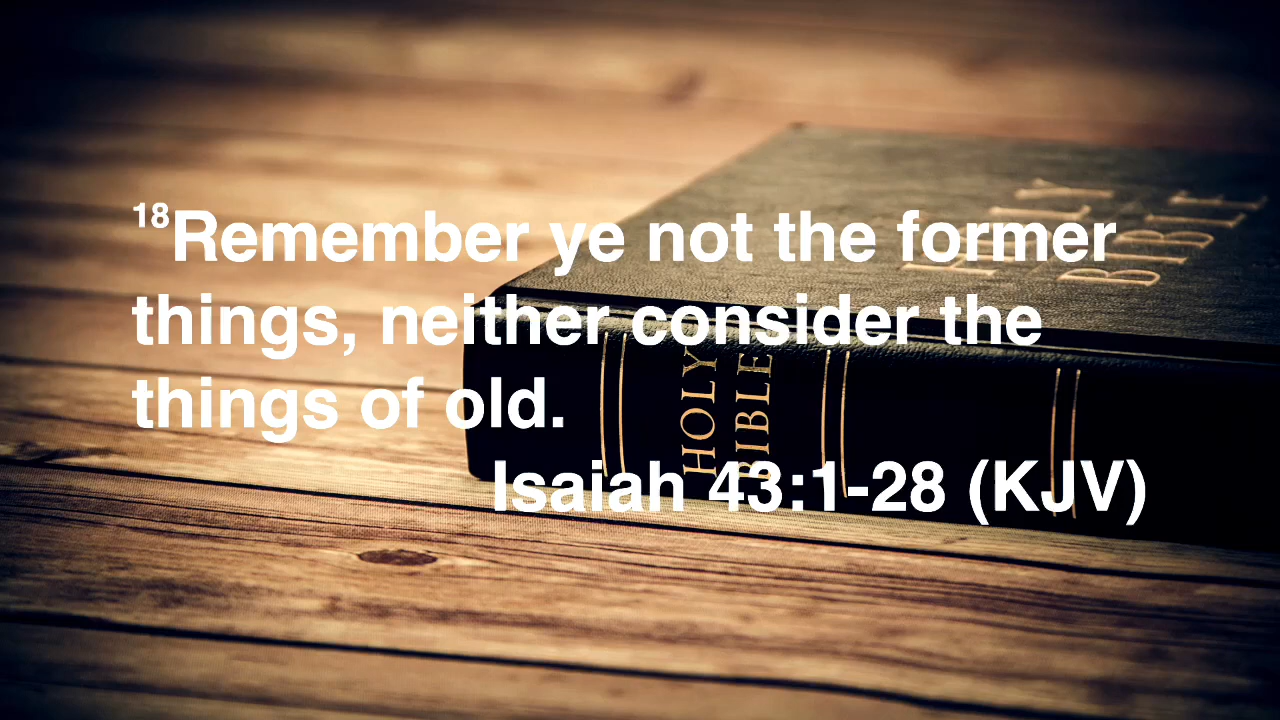 18Remember ye not the former
things, neither consider the
things of old.
Isaiah 43:1-28 (KJV)
HOLY
BIBLE
HOLY
BIBLE